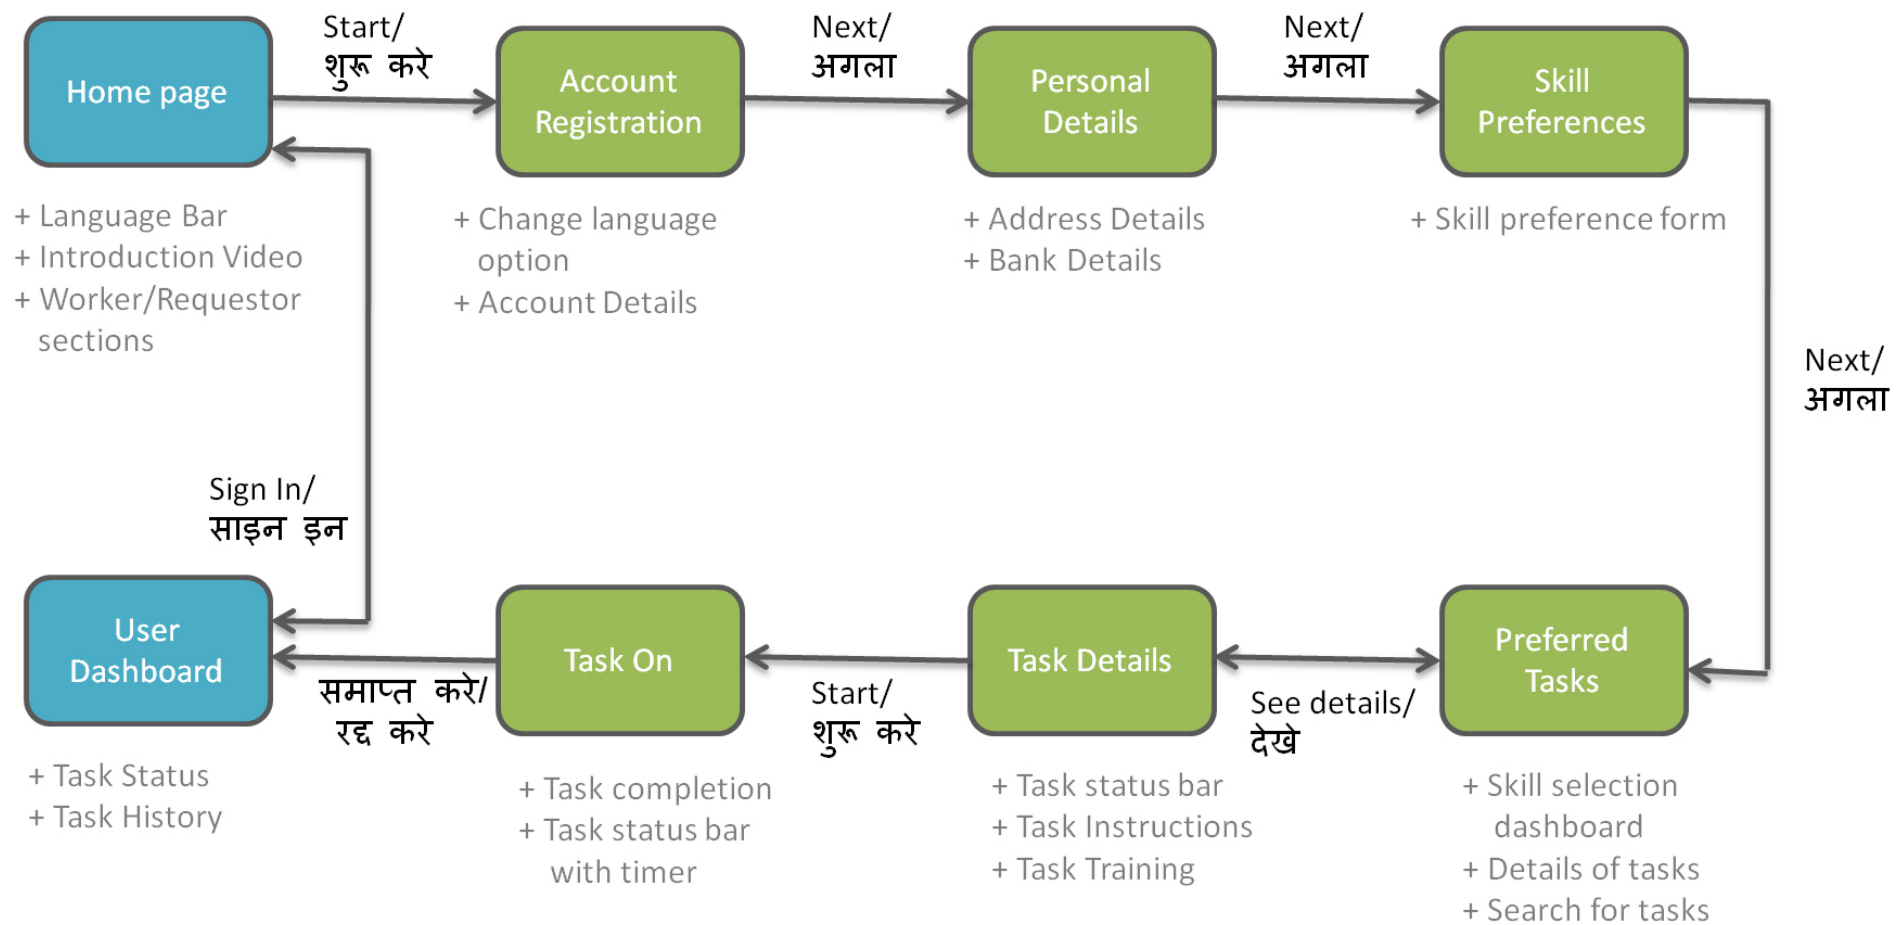 Home page
Start/
शुरू करे
Account
Registration
Next/
अगला
Personal
Details
Next/
अगला
Skill
Preferences
+ Language Bar
+ Introduction Video
+ Worker/Requestor
sections
+ Change language
option
+ Account Details
+ Address Details
+ Bank Details
+ Skill preference form
Next/
अगला
Sign In/
साइन इन
User
Dashboard
समाप्त करे/
रद्द करे
Task On
Start/
शुरू करे
Task Details
See details/
देखे
Preferred
Tasks
+ Task Status
+ Task History
+ Task completion
+ Task status bar
with timer
+ Task status bar
+ Task Instructions
+ Task Training
+ Skill selection
dashboard
+ Details of tasks
+ Search for tasks